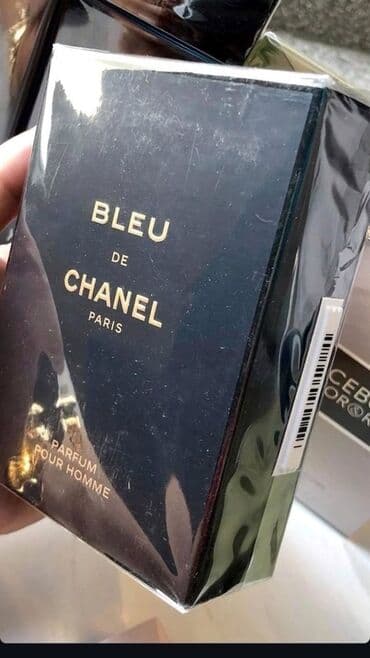 BLEU
DE
CHANEL
PARIS
PARFUM
POUR HOMME